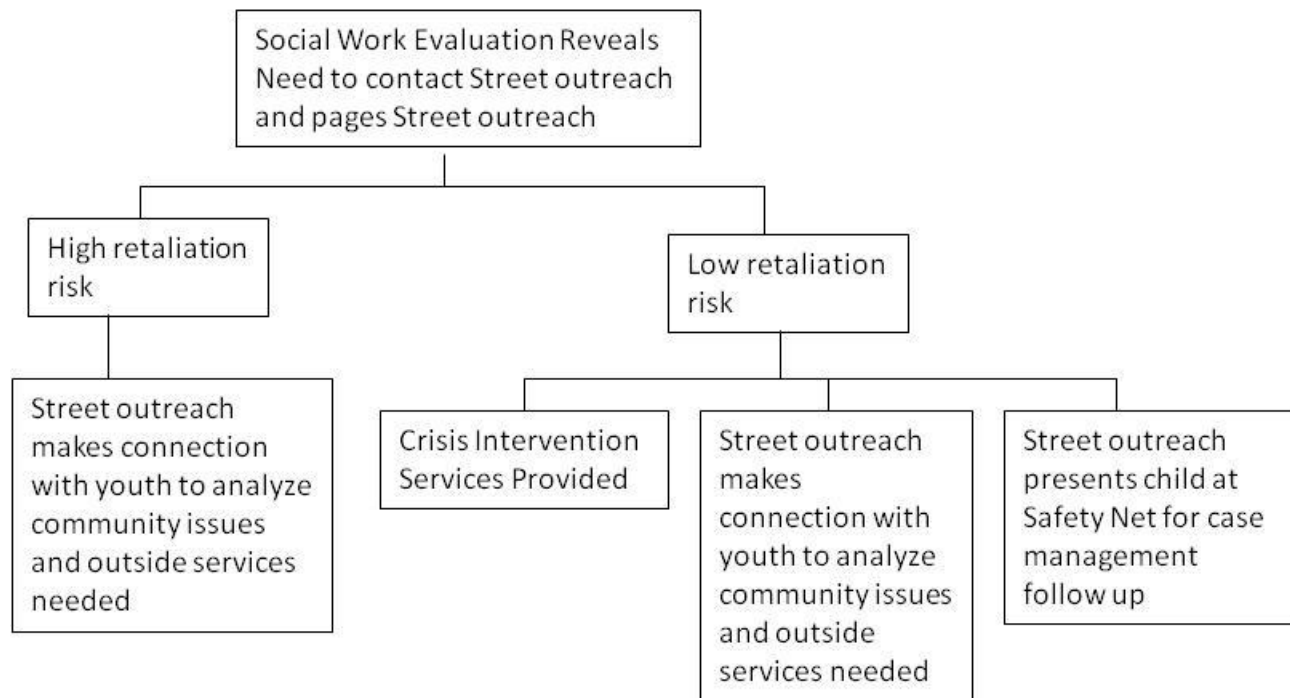 Social Work Evaluation Reveals
Need to contact Street outreach
and pages Street outreach
High retaliation
risk
Low retaliation
risk
Street outreach
makes connection
with youth to analyze
community issues
and outside services
needed
Crisis Intervention
Services Provided
Street outreach
makes
connection with
youth to analyze
community issues
and outside
services needed
Street outreach
presents child at
Safety Net for case
management
follow up